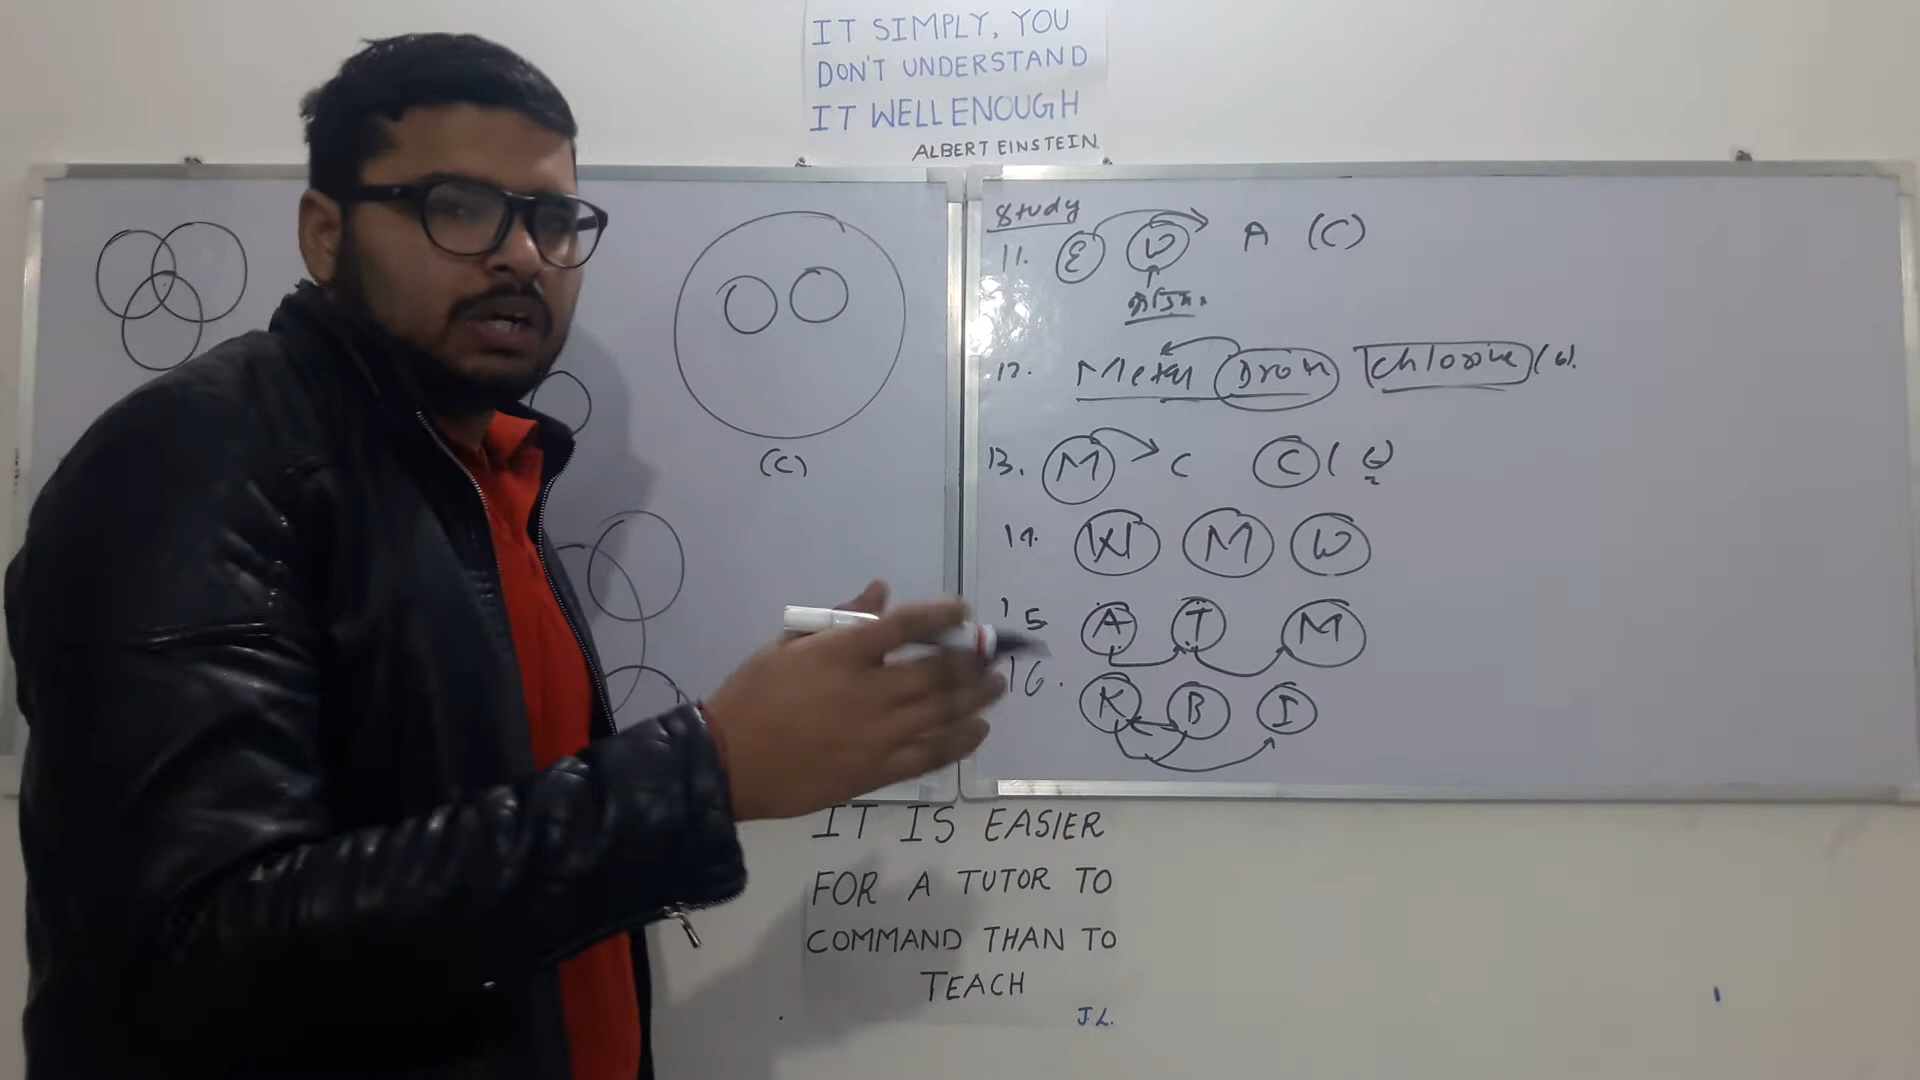 IT SIMPLY, YOU
DON'T UNDERSTAND
IT WELL ENOUGH
ALBERT EINSTEIN
(C)
Study
11. E W A (C)
12. Metal Iron Chlorine (b).
13. M C C (
14. W M W
15 A T M
16. K B I
IT IS EASIER
FOR A TUTOR TO
COMMAND THAN TO
TEACH
J.L.